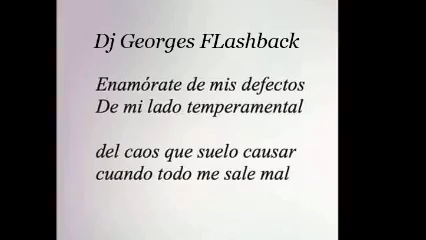 Dj Georges FLashback
Enamórate de mis defectos
De mi lado temperamental
del caos que suelo causar
cuando todo me sale mal